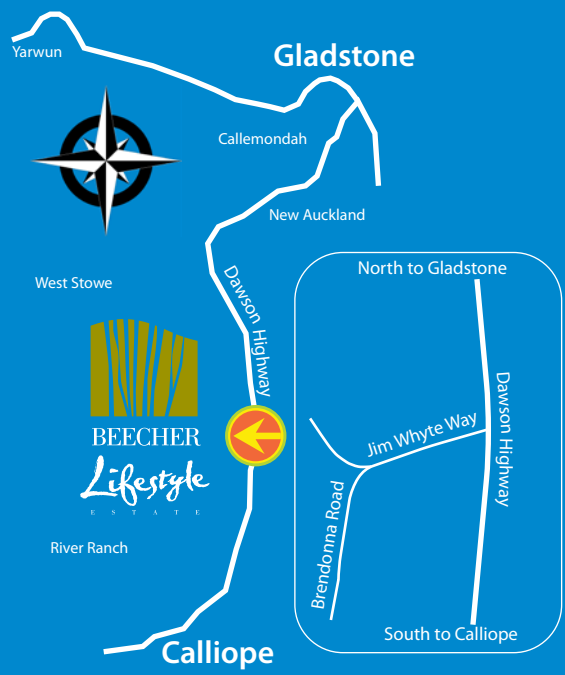 Yarwun
Gladstone
Callemondah
New Auckland
West Stowe
Dawson Highway
BEECHER
Lifestyle
ESTATE
River Ranch
Calliope
North to Gladstone
Dawson Highway
Jim Whyte Way
Brendonna Road
South to Calliope